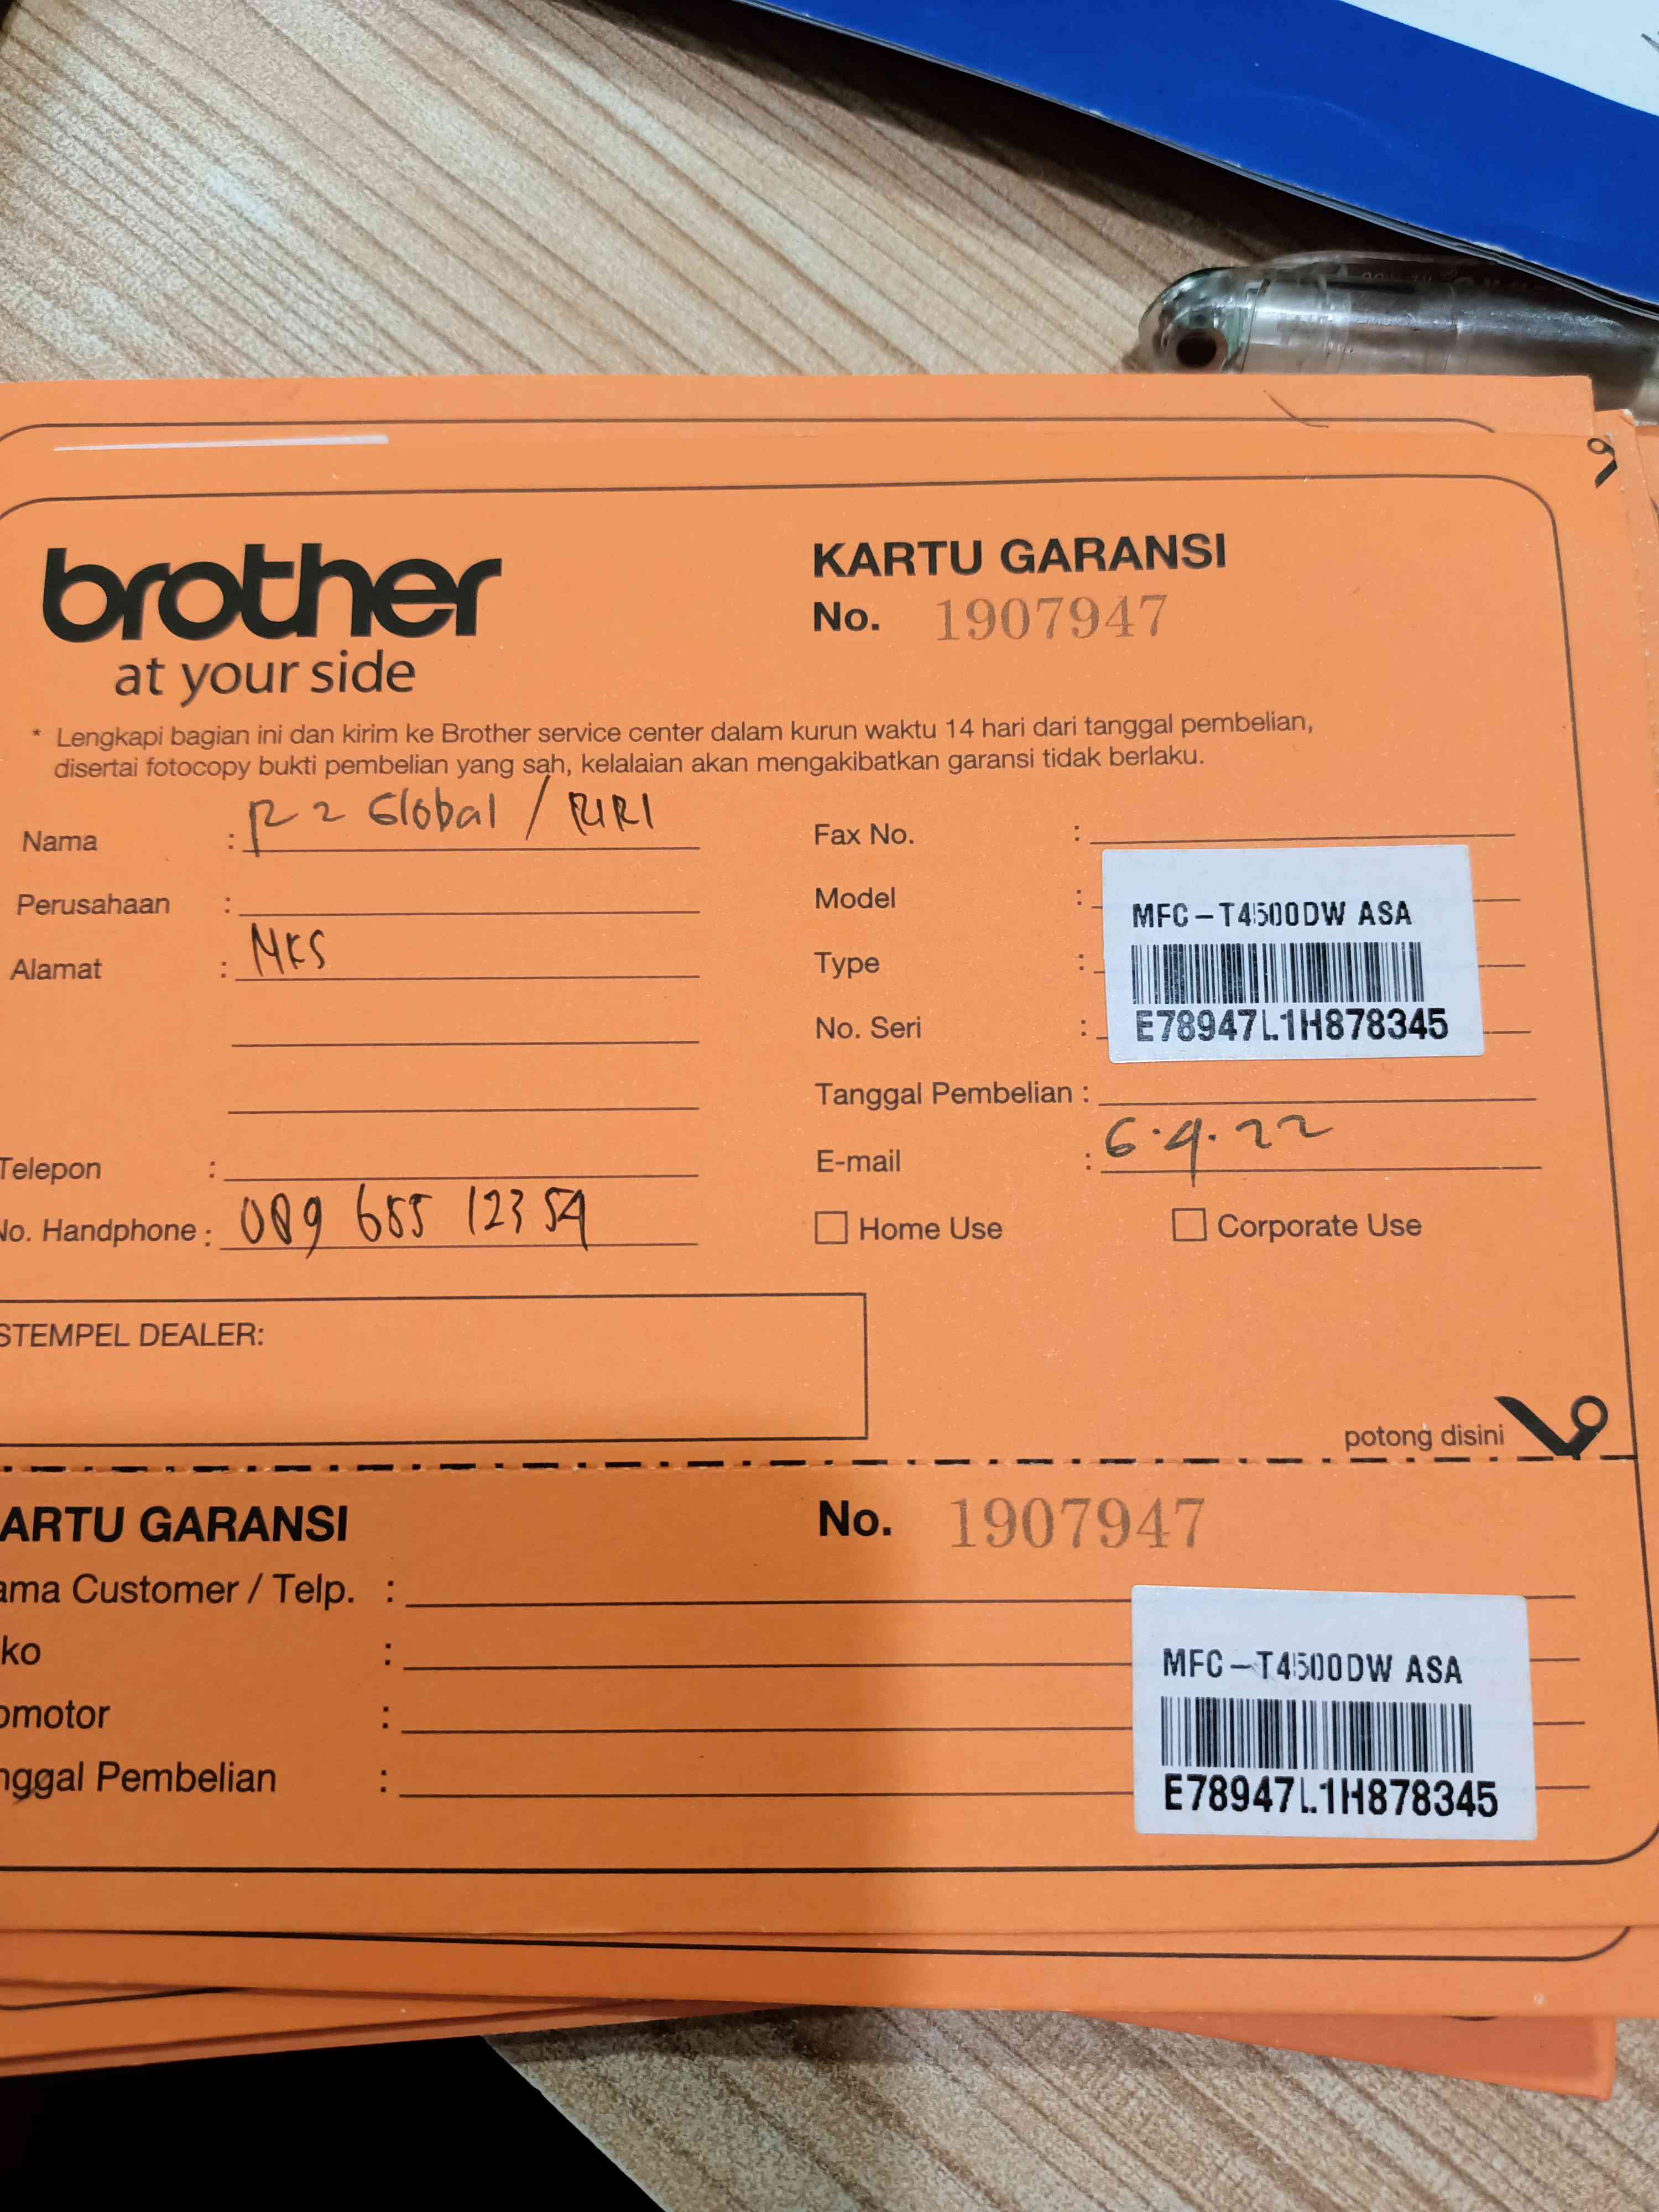 brother
at your side
KARTU GARANSI
No. 1907947
* Lengkapi bagian ini dan kirim ke Brother service center dalam kurun waktu 14 hari dari tanggal pembelian,
disertai fotocopy bukti pembelian yang sah, kelalaian akan mengakibatkan garansi tidak berlaku.
Nama : R2 Global / RIRI
Perusahaan :
Alamat : MKS
Telepon :
No. Handphone : 089 655 123 54
Fax No. :
Model : MFC-T4500DW ASA
Type :
No. Seri : E78947L1H878345
Tanggal Pembelian :
E-mail : 6.4.22
Home Use Corporate Use
STEMPEL DEALER:
potong disini
ARTU GARANSI No. 1907947
ama Customer / Telp. :
ko :
omotor :
nggal Pembelian :
MFC-T4500DW ASA
E78947L1H878345